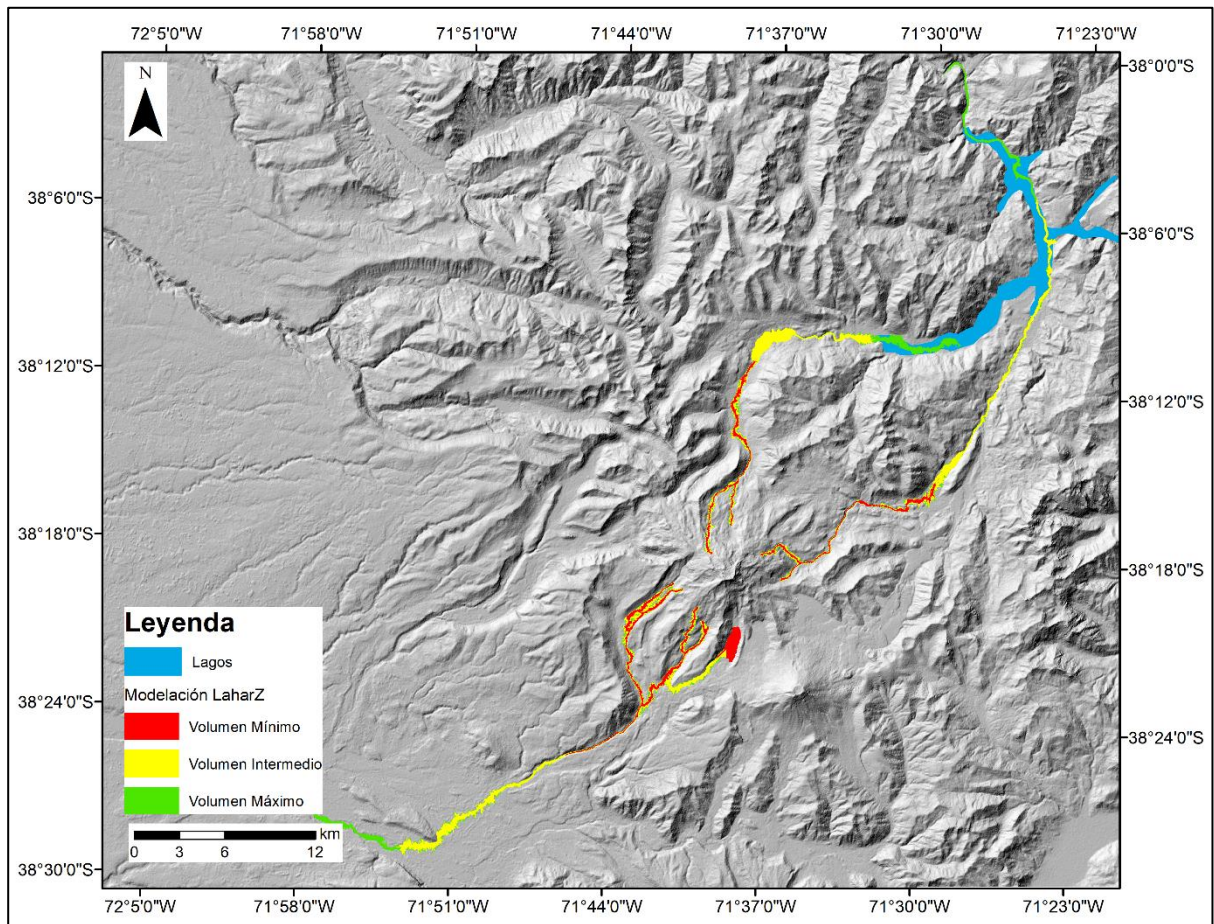 72°5'0"W 71°58'0"W 71°51'0"W 71°44'0"W 71°37'0"W 71°30'0"W 71°23'0"W
N
38°0'0"S
38°6'0"S
38°6'0"S
38°12'0"S
38°12'0"S
38°18'0"S
38°18'0"S
38°24'0"S
38°24'0"S
38°30'0"S
Leyenda
Lagos
Modelación LaharZ
Volumen Mínimo
Volumen Intermedio
Volumen Máximo
km
0 3 6 12
72°5'0"W 71°58'0"W 71°51'0"W 71°44'0"W 71°37'0"W 71°30'0"W 71°23'0"W